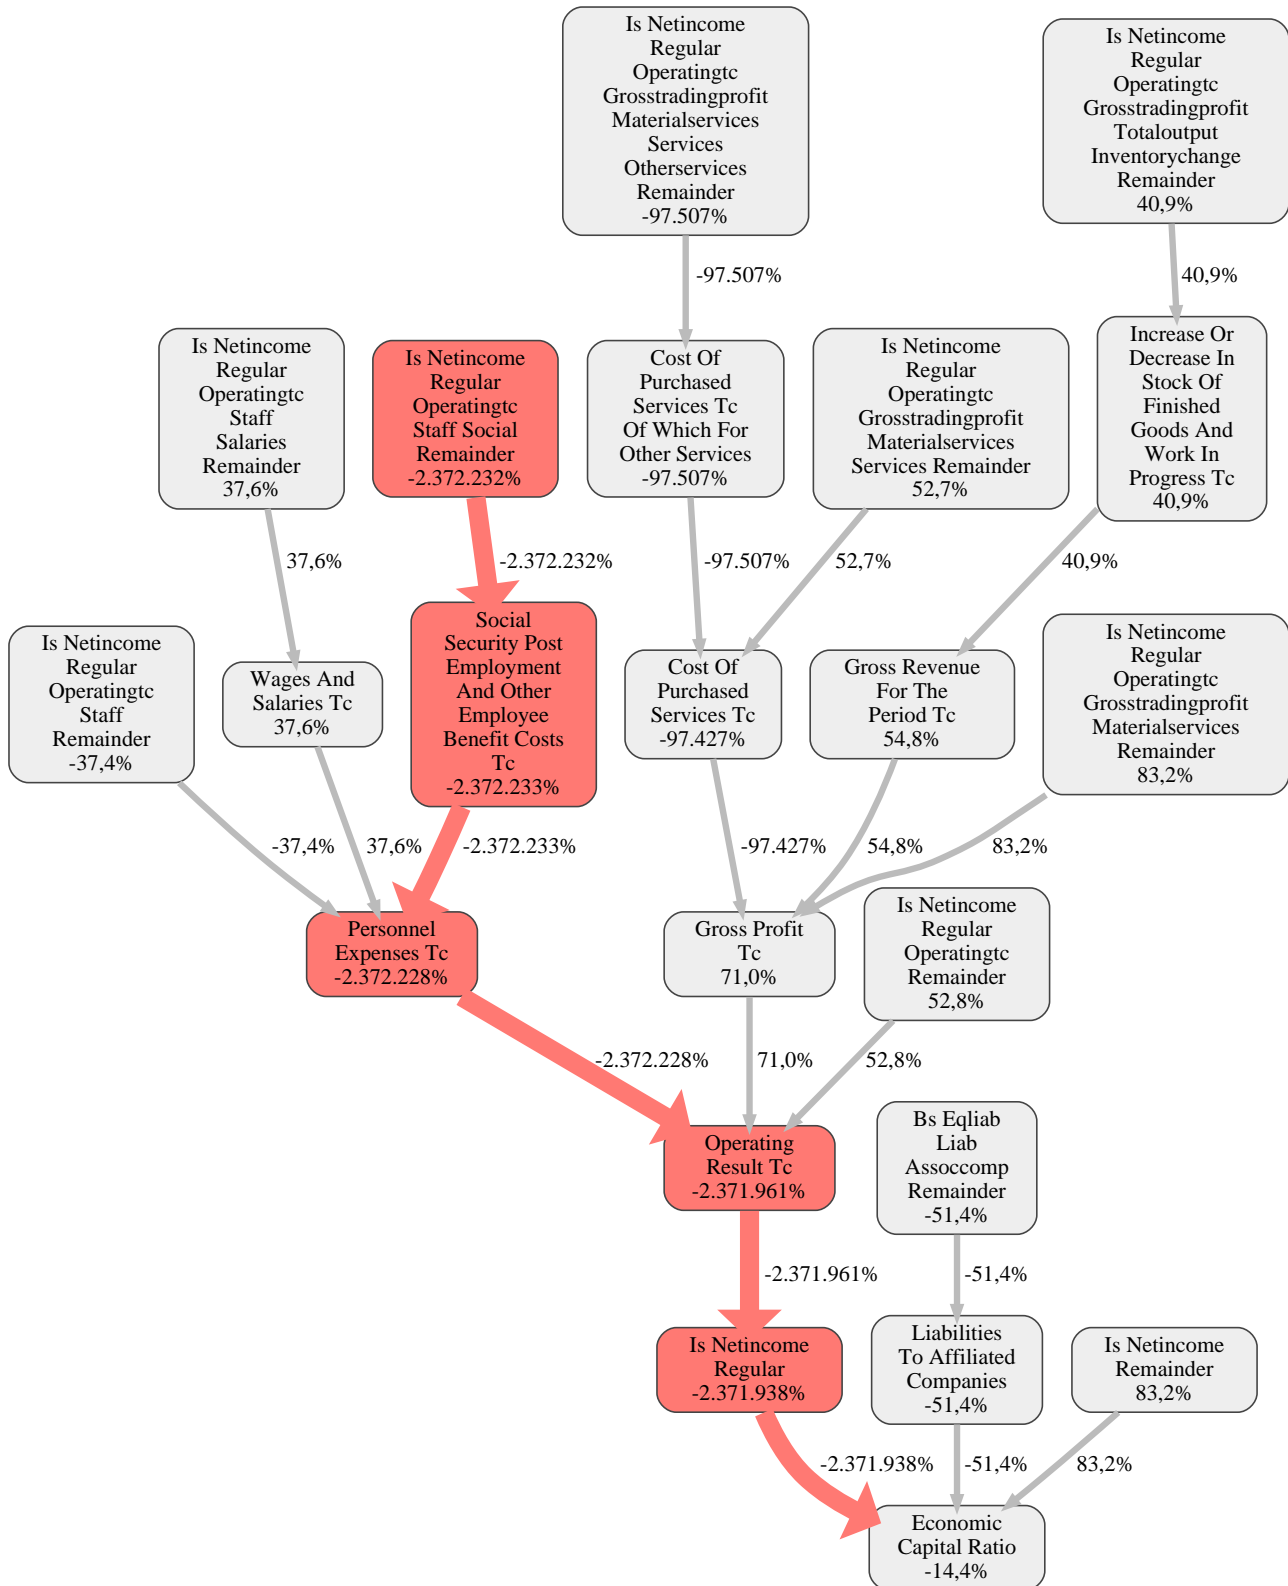 Is Netincome
Regular
Operatingtc
Grosstradingprofit
Materialservices
Services
Otherservices
Remainder
-97.507%
Is Netincome
Regular
Operatingtc
Grosstradingprofit
Totaloutput
Inventorychange
Remainder
40,9%
-97.507%
40,9%
Is Netincome
Regular
Operatingtc
Staff
Salaries
Remainder
37,6%
Is Netincome
Regular
Operatingtc
Staff Social
Remainder
-2.372.232%
Cost Of
Purchased
Services Tc
Of Which For
Other Services
-97.507%
Is Netincome
Regular
Operatingtc
Grosstradingprofit
Materialservices
Services Remainder
52,7%
Increase Or
Decrease In
Stock Of
Finished
Goods And
Work In
Progress Tc
40,9%
37,6%
-2.372.232%
-97.507%
52,7%
40,9%
Is Netincome
Regular
Operatingtc
Staff
Remainder
-37,4%
Wages And
Salaries Tc
37,6%
Social
Security Post
Employment
And Other
Employee
Benefit Costs
Tc
-2.372.233%
Cost Of
Purchased
Services Tc
-97.427%
Gross Revenue
For The
Period Tc
54,8%
Is Netincome
Regular
Operatingtc
Grosstradingprofit
Materialservices
Remainder
83,2%
-37,4%
37,6%
-2.372.233%
-97.427%
54,8%
83,2%
Personnel
Expenses Tc
-2.372.228%
Gross Profit
Tc
71,0%
Is Netincome
Regular
Operatingtc
Remainder
52,8%
-2.372.228%
71,0%
52,8%
Operating
Result Tc
-2.371.961%
Bs Eqliab
Liab
Assoccomp
Remainder
-51,4%
-2.371.961%
-51,4%
Is Netincome
Regular
-2.371.938%
Liabilities
To Affiliated
Companies
-51,4%
Is Netincome
Remainder
83,2%
-2.371.938%
-51,4%
83,2%
Economic
Capital Ratio
-14,4%